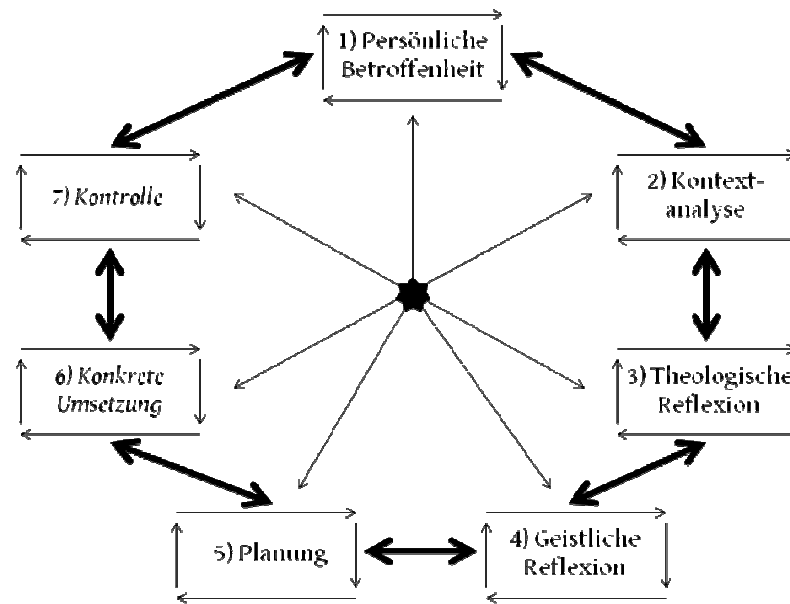 1) Persönliche
Betroffenheit
2) Kontext-
analyse
3) Theologische
Reflexion
4) Geistliche
Reflexion
5) Planung
6) Konkrete
Umsetzung
7) Kontrolle